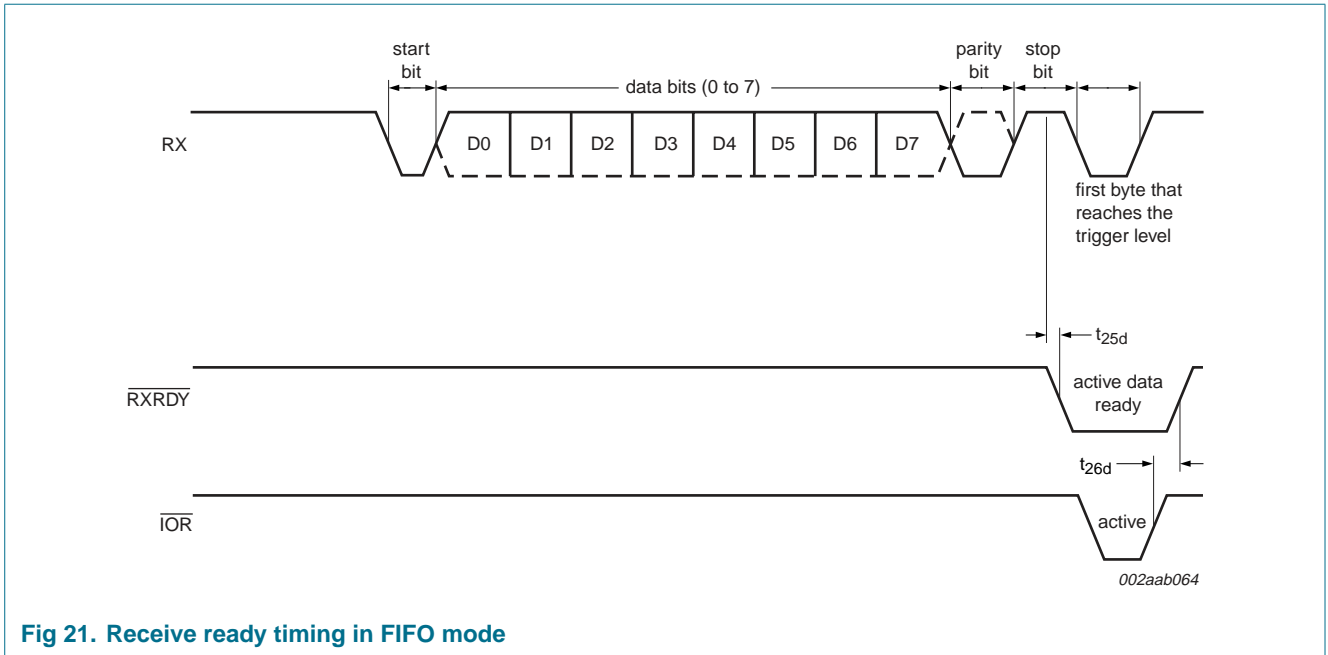 start
bit
data bits (0 to 7)
parity
bit
stop
bit
RX
D0 D1 D2 D3 D4 D5 D6 D7
first byte that
reaches the
trigger level
t25d
RXRDY
active data
ready
t26d
IOR
active
002aab064
Fig 21. Receive ready timing in FIFO mode